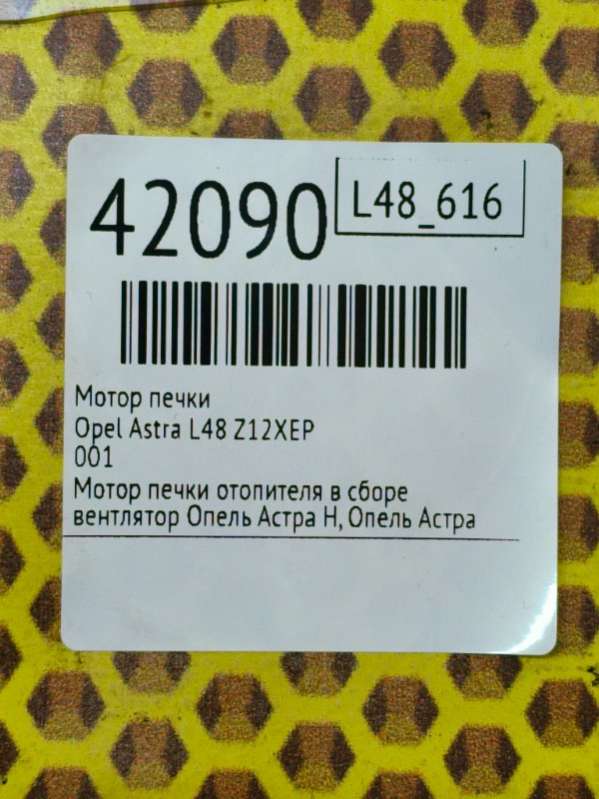 42090
L48_616
Мотор печки
Opel Astra L48 Z12XEP
001
Мотор печки отопителя в сборе
вентлятор Опель Астра Н, Опель Астра